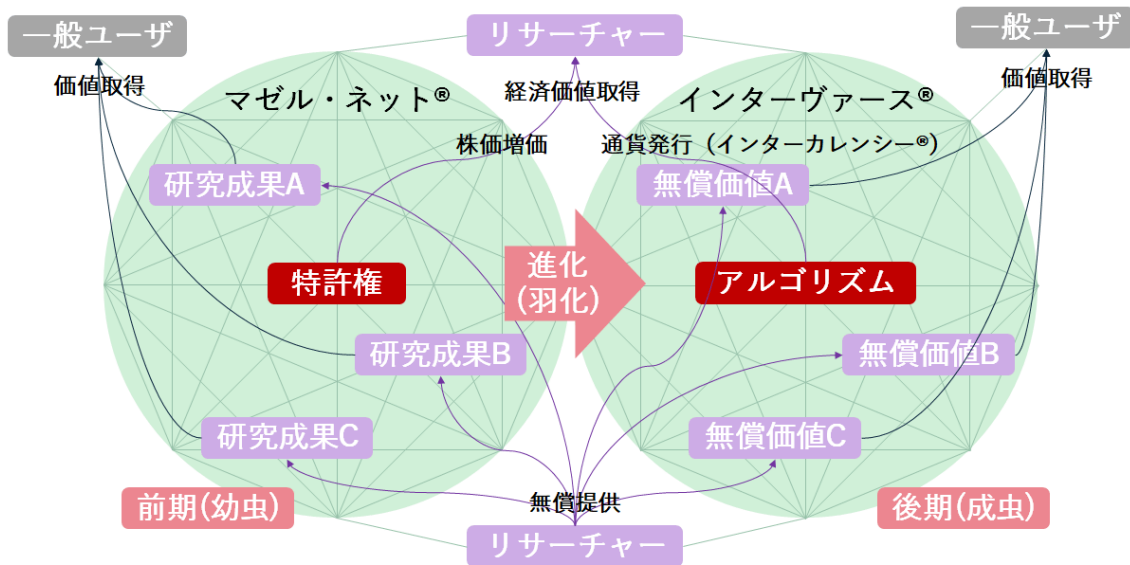 一般ユーザ
リサーチャー
一般ユーザ
価値取得
マゼル・ネット®
経済価値取得
インターヴァース®
価値取得
株価増価
通貨発行（インターカレンシー®）
研究成果A
無償価値A
特許権
進化
(羽化)
アルゴリズム
研究成果B
無償価値B
研究成果C
無償価値C
前期(幼虫)
無償提供
後期(成虫)
リサーチャー